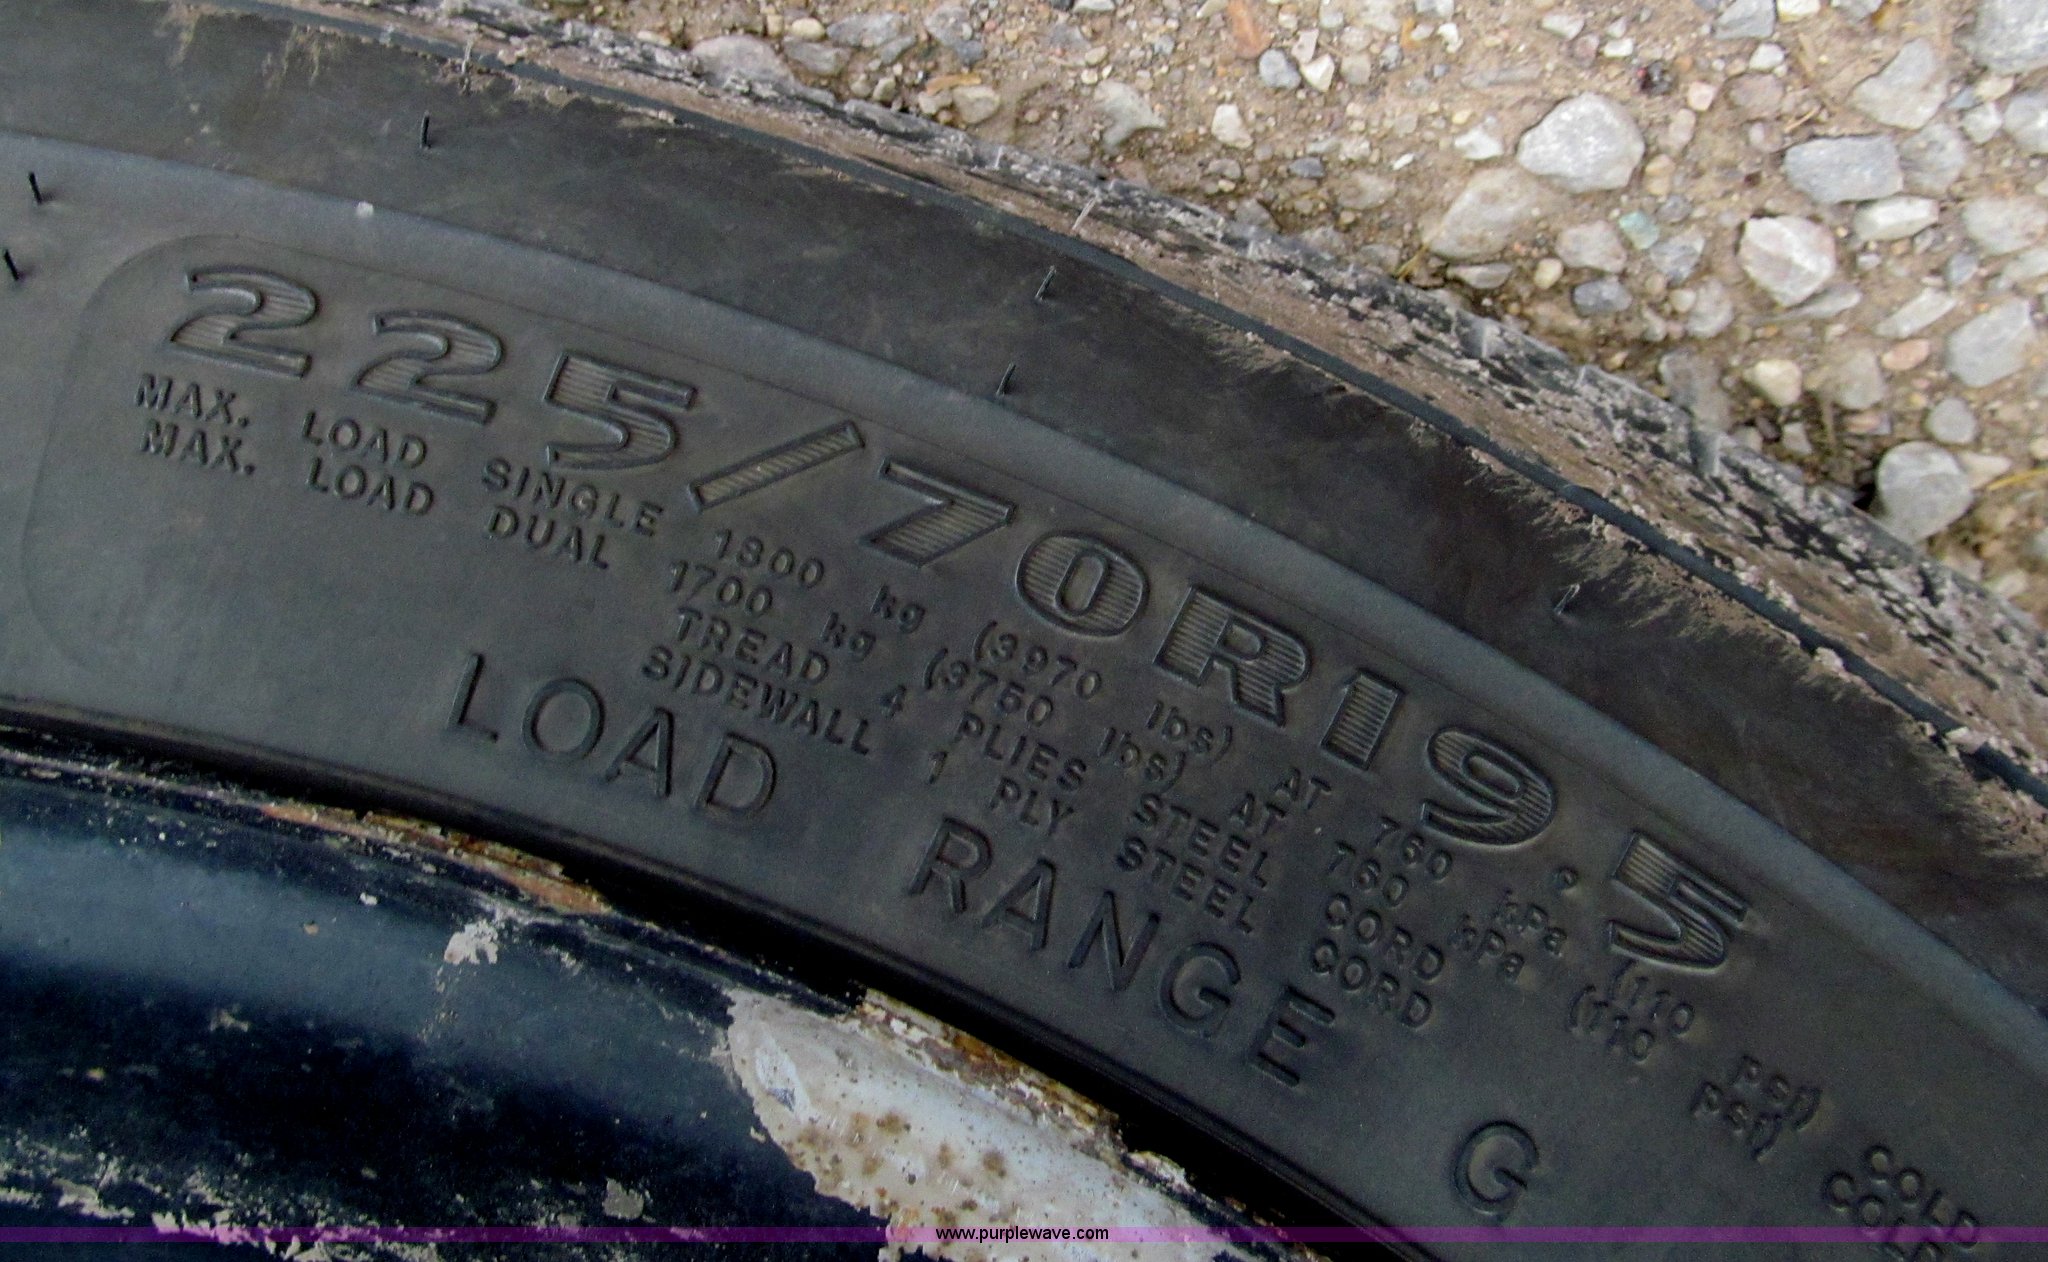 225/70R19.5
MAX. LOAD SINGLE 1800 kg (3970 lbs) AT 760 kPa (110 psi) COLD
MAX. LOAD DUAL 1700 kg (3750 lbs) AT 760 kPa (110 psi) COLD
TREAD 4 PLIES STEEL CORD
SIDEWALL 1 PLY STEEL CORD
LOAD RANGE G
www.purplewave.com